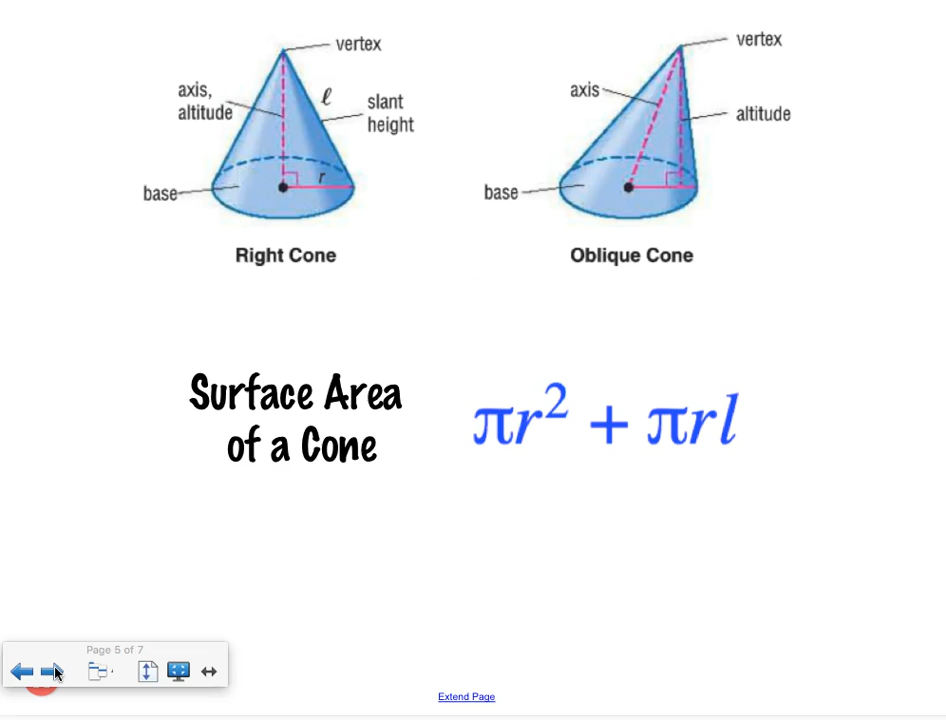 vertex
axis,
altitude
ℓ
slant
height
r
base
Right Cone
vertex
axis
altitude
base
Oblique Cone
Surface Area
of a Cone
πr² + πrl
Page 5 of 7
Extend Page